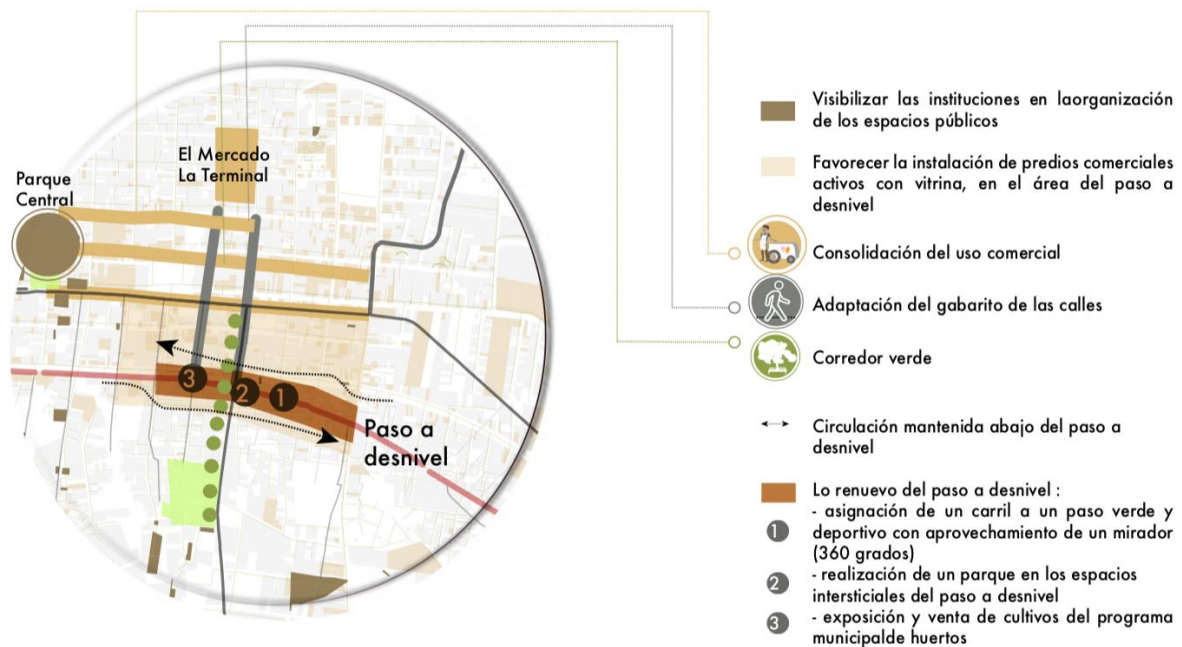 El Mercado
La Terminal
Parque
Central
3
2
1
Paso a
desnivel
Visibilizar las instituciones en laorganización
de los espacios públicos
Favorecer la instalación de predios comerciales
activos con vitrina, en el área del paso a
desnivel
Consolidación del uso comercial
Adaptación del gabarito de las calles
Corredor verde
Circulación mantenida abajo del paso a
desnivel
Lo renuevo del paso a desnivel :
- asignación de un carril a un paso verde y
1 deportivo con aprovechamiento de un mirador
(360 grados)
2 - realización de un parque en los espacios
intersticiales del paso a desnivel
3 - exposición y venta de cultivos del programa
municipalde huertos